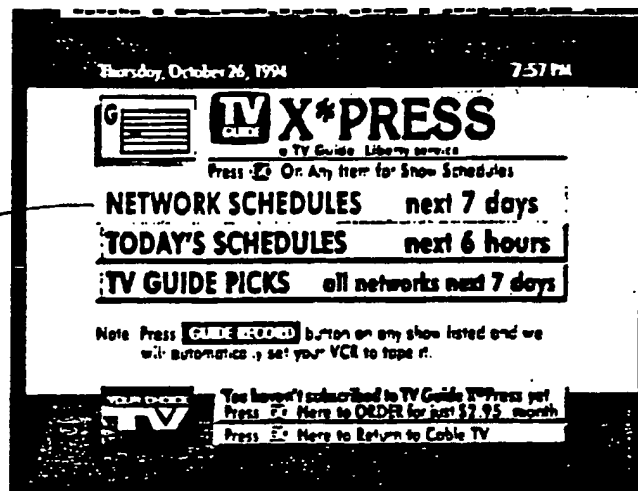 Thursday, October 26, 1994 7:57 PM
G
TV GUIDE X*PRESS
a TV Guide Liberty service
Press On Any Item for Show Schedules
NETWORK SCHEDULES next 7 days
TODAY'S SCHEDULES next 6 hours
TV GUIDE PICKS all networks next 7 days
Note Press GUIDE RECORD button on any show listed and we
will automatically set your VCR to tape it.
YOUR CHOICE TV
You haven't subscribed to TV Guide X*Press yet
Press Here to ORDER for just $2.95 month
Press Here to Return to Cable TV